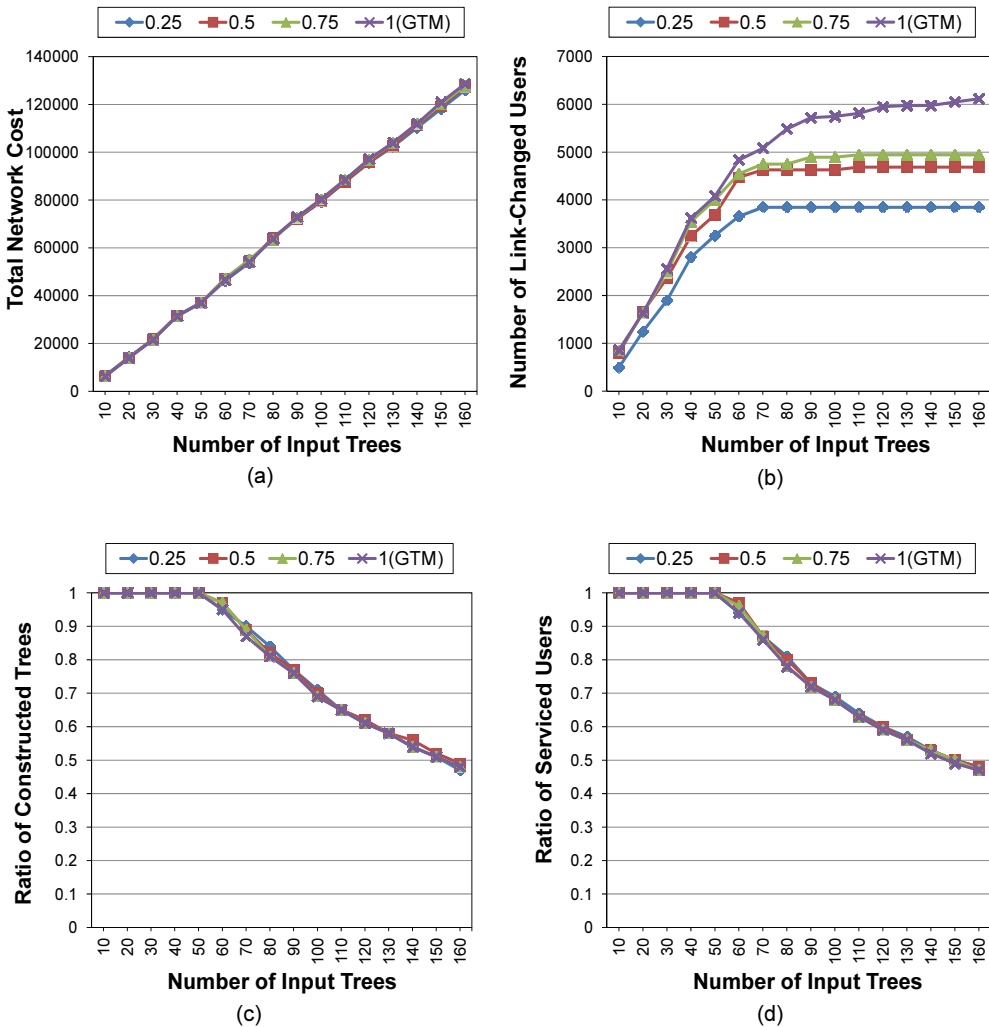 0.25 0.5 0.75 1(GTM)
140000
120000
100000
80000
60000
40000
20000
0
Total Network Cost
10 20 30 40 50 60 70 80 90 100 110 120 130 140 150 160
Number of Input Trees
(a)
0.25 0.5 0.75 1(GTM)
7000
6000
5000
4000
3000
2000
1000
0
Number of Link-Changed Users
10 20 30 40 50 60 70 80 90 100 110 120 130 140 150 160
Number of Input Trees
(b)
0.25 0.5 0.75 1(GTM)
1
0.9
0.8
0.7
0.6
0.5
0.4
0.3
0.2
0.1
0
Ratio of Constructed Trees
10 20 30 40 50 60 70 80 90 100 110 120 130 140 150 160
Number of Input Trees
(c)
0.25 0.5 0.75 1(GTM)
1
0.9
0.8
0.7
0.6
0.5
0.4
0.3
0.2
0.1
0
Ratio of Serviced Users
10 20 30 40 50 60 70 80 90 100 110 120 130 140 150 160
Number of Input Trees
(d)